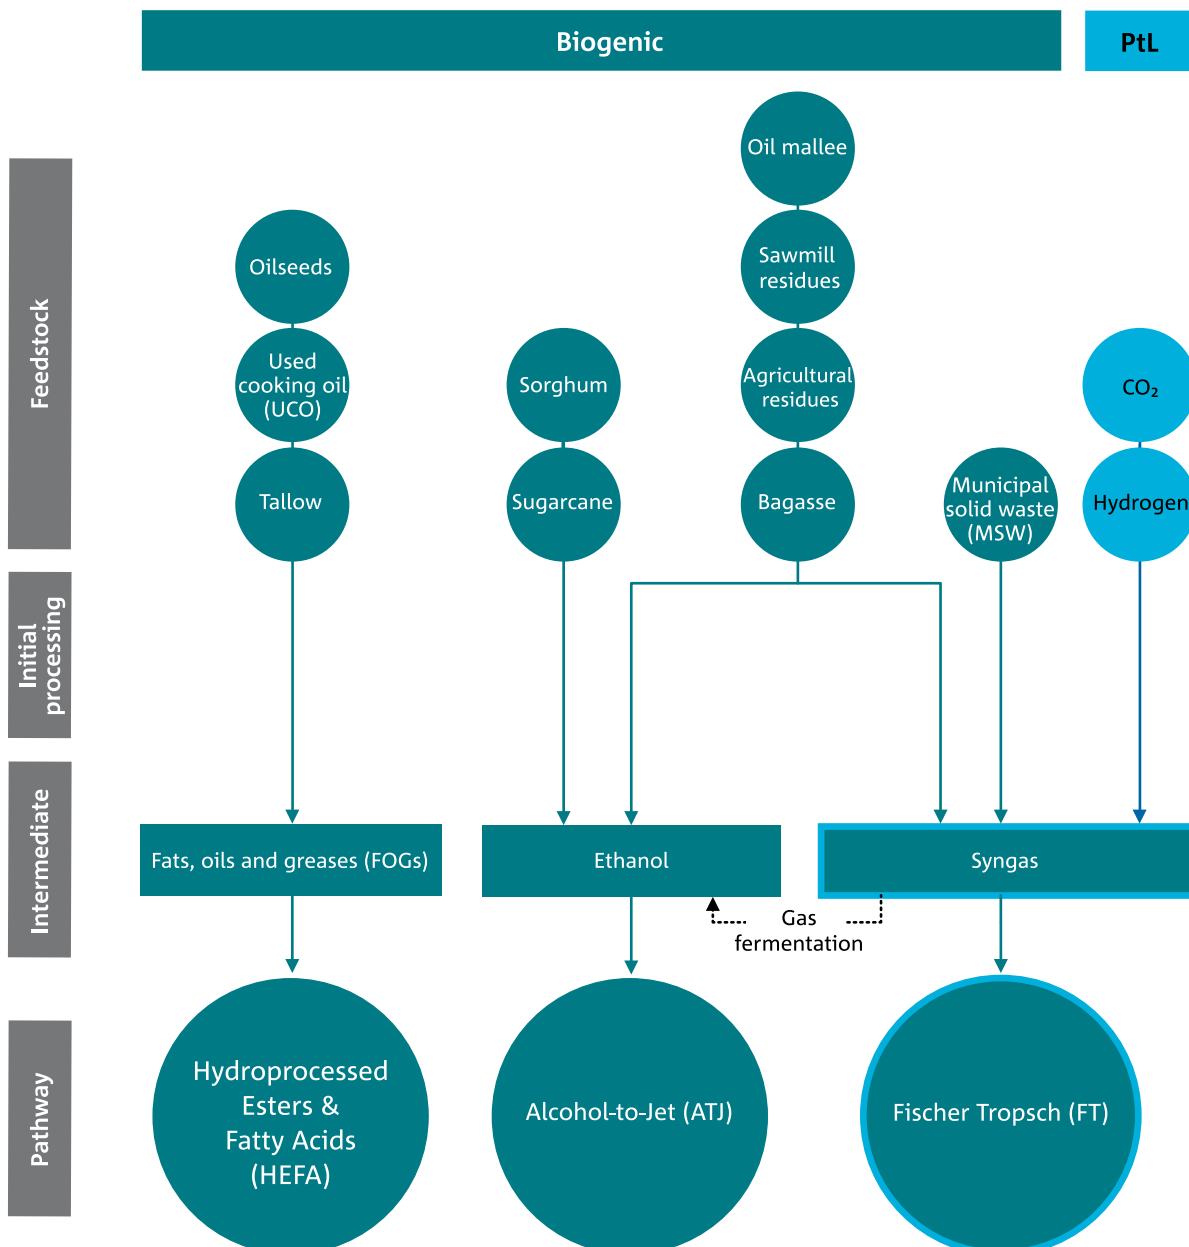 Biogenic
PtL
Feedstock
Oilseeds
Used
cooking oil
(UCO)
Tallow
Sorghum
Sugarcane
Oil mallee
Sawmill
residues
Agricultural
residues
Bagasse
Municipal
solid waste
(MSW)
CO₂
Hydrogen
Initial
processing
Intermediate
Fats, oils and greases (FOGs)
Ethanol
Syngas
Gas
fermentation
Pathway
Hydroprocessed
Esters &
Fatty Acids
(HEFA)
Alcohol-to-Jet (ATJ)
Fischer Tropsch (FT)